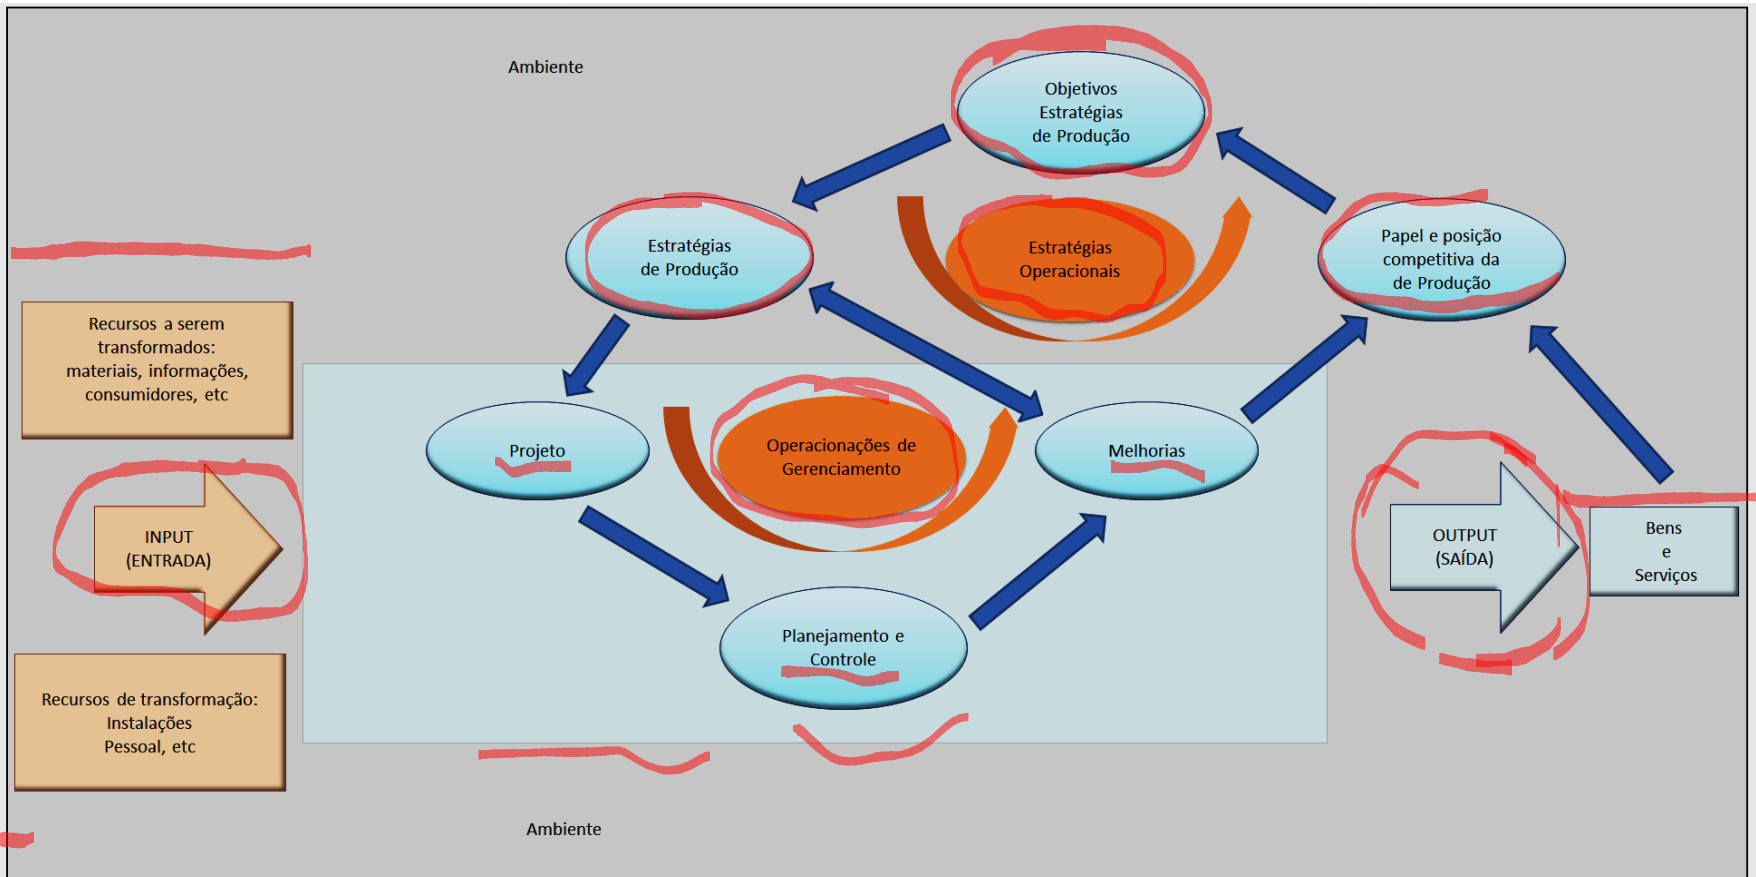 Ambiente
Objetivos
Estratégias
de Produção
Estratégias
de Produção
Estratégias
Operacionais
Papel e posição
competitiva da
de Produção
Recursos a serem
transformados:
materiais, informações,
consumidores, etc
Projeto
Operacionações de
Gerenciamento
Melhorias
INPUT
(ENTRADA)
OUTPUT
(SAÍDA)
Bens
e
Serviços
Planejamento e
Controle
Recursos de transformação:
Instalações
Pessoal, etc
Ambiente